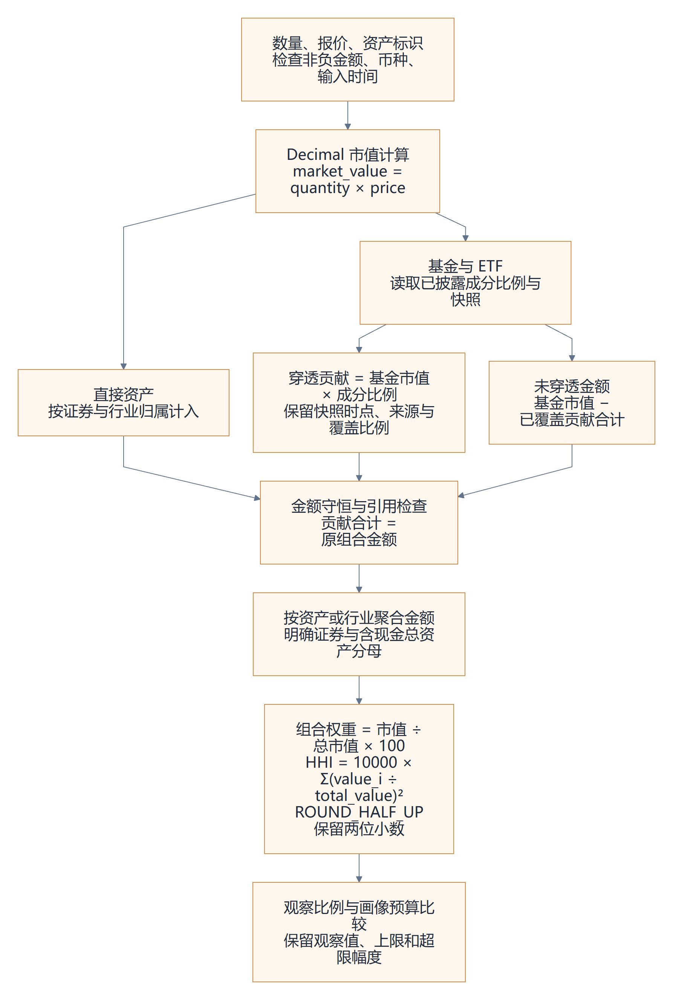 数量、报价、资产标识
检查非负金额、币种、
输入时间
Decimal 市值计算
market_value =
quantity × price
基金与 ETF
读取已披露成分比例与
快照
直接资产
按证券与行业归属计入
穿透贡献 = 基金市值
× 成分比例
保留快照时点、来源与
覆盖比例
未穿透金额
基金市值 −
已覆盖贡献合计
金额守恒与引用检查
贡献合计 =
原组合金额
按资产或行业聚合金额
明确证券与含现金总资
产分母
组合权重 = 市值 ÷
总市值 × 100
HHI = 10000 ×
Σ(value_i ÷
total_value)²
ROUND_HALF_UP
保留两位小数
观察比例与画像预算比
较
保留观察值、上限和超
限幅度